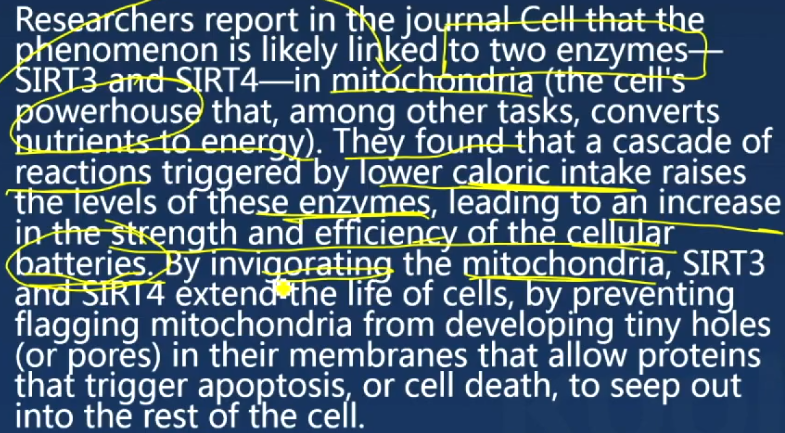 Researchers report in the journal Cell that the
phenomenon is likely linked to two enzymes—
SIRT3 and SIRT4—in mitochondria (the cell's
powerhouse that, among other tasks, converts
nutrients to energy). They found that a cascade of
reactions triggered by lower caloric intake raises
the levels of these enzymes, leading to an increase
in the strength and efficiency of the cellular
batteries. By invigorating the mitochondria, SIRT3
and SIRT4 extend the life of cells, by preventing
flagging mitochondria from developing tiny holes
(or pores) in their membranes that allow proteins
that trigger apoptosis, or cell death, to seep out
into the rest of the cell.